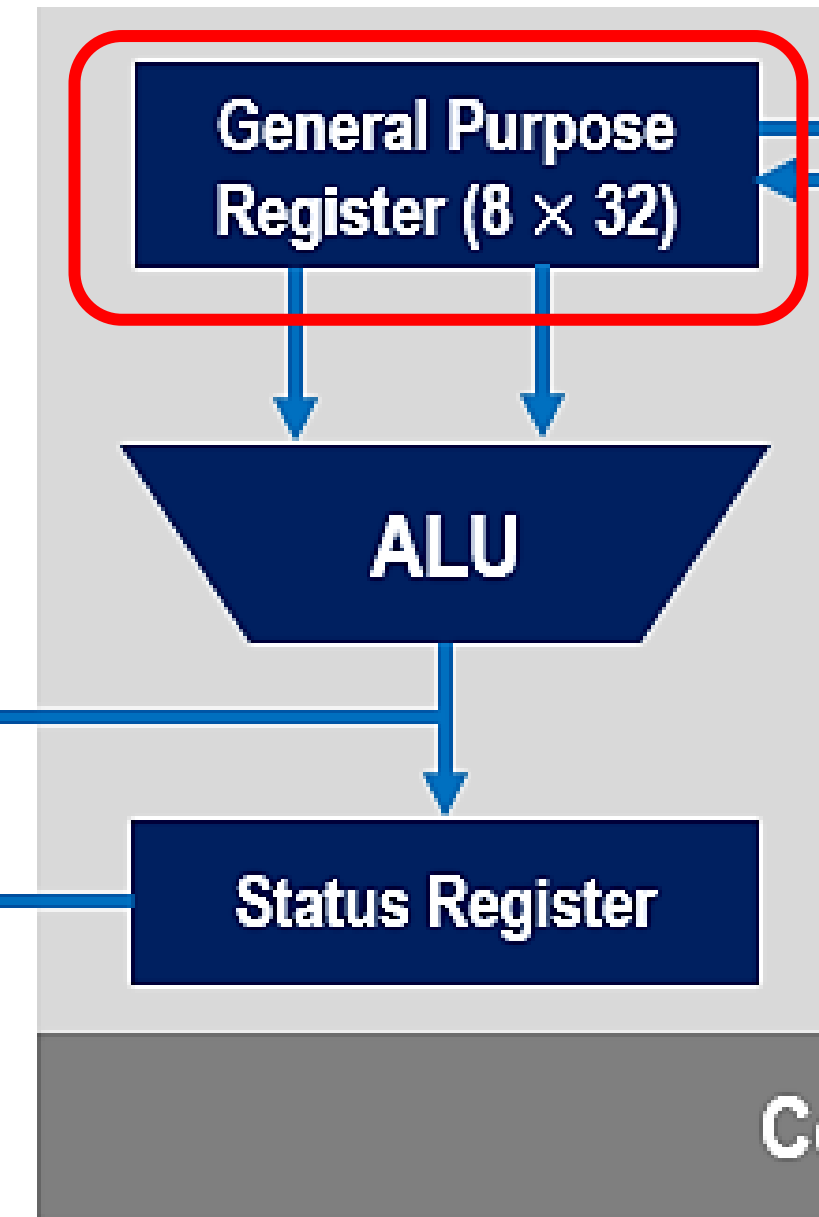 General Purpose
Register (8 × 32)
ALU
Status Register